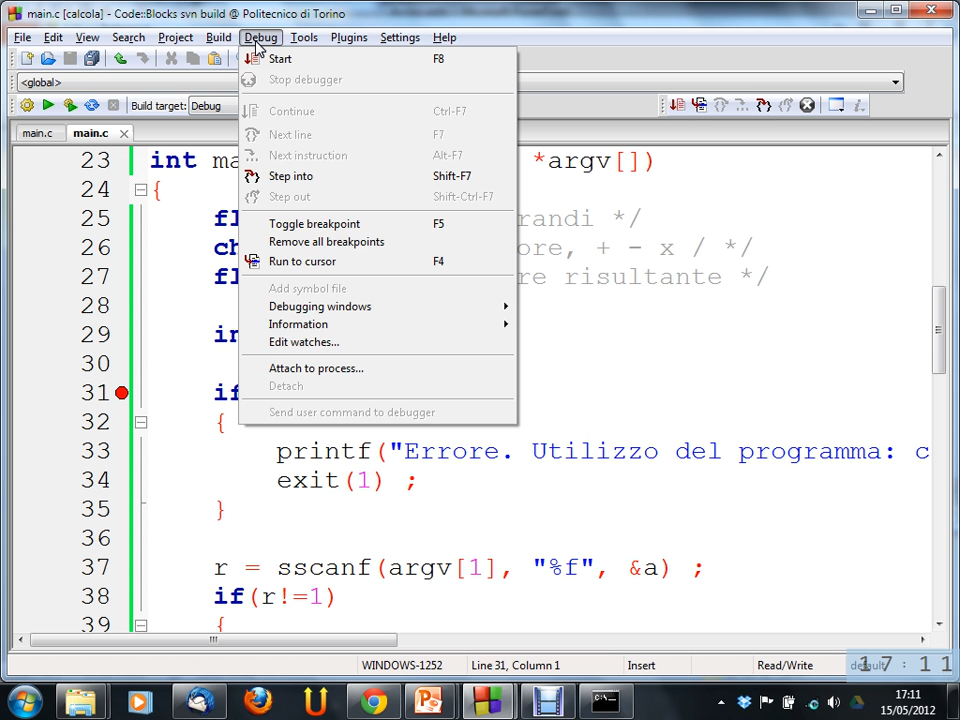 main.c [calcola] - Code::Blocks svn build @ Politecnico di Torino
File Edit View Search Project Build Debug Tools Plugins Settings Help
<global>
Build target: Debug
main.c main.c
Start F8
Stop debugger
Continue Ctrl-F7
Next line F7
Next instruction Alt-F7
Step into Shift-F7
Step out Shift-Ctrl-F7
Toggle breakpoint F5
Remove all breakpoints
Run to cursor F4
Add symbol file
Debugging windows
Information
Edit watches...
Attach to process...
Detach
Send user command to debugger
23 int ma *argv[])
24 {
25 fl randi */
26 ch ore, + - x / */
27 fl re risultante */
28
29 in
30
31 if
32 {
33 printf("Errore. Utilizzo del programma: c
34 exit(1) ;
35 }
36
37 r = sscanf(argv[1], "%f", &a) ;
38 if(r!=1)
39 {
WINDOWS-1252 Line 31, Column 1 Insert Read/Write default
17:11
17:11
15/05/2012